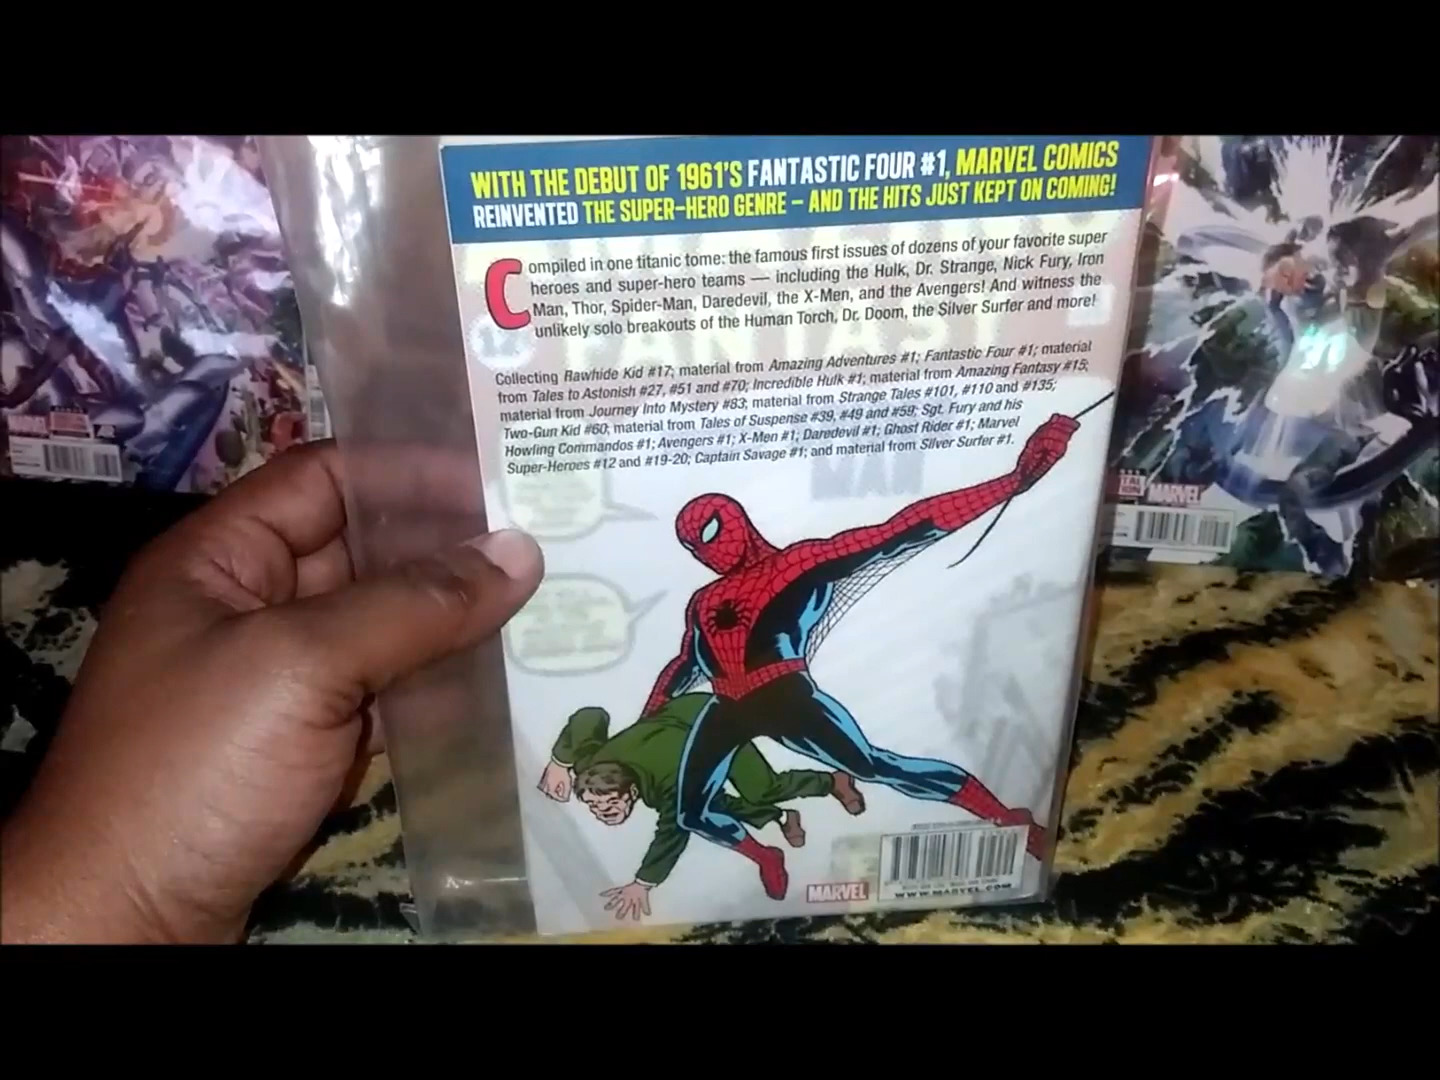 WITH THE DEBUT OF 1961'S FANTASTIC FOUR #1, MARVEL COMICS
REINVENTED THE SUPER-HERO GENRE – AND THE HITS JUST KEPT ON COMING!
Compiled in one titanic tome: the famous first issues of dozens of your favorite super
heroes and super-hero teams — including the Hulk, Dr. Strange, Nick Fury, Iron
Man, Thor, Spider-Man, Daredevil, the X-Men, and the Avengers! And witness the
unlikely solo breakouts of the Human Torch, Dr. Doom, the Silver Surfer and more!
Collecting Rawhide Kid #17; material from Amazing Adventures #1; Fantastic Four #1; material
from Tales to Astonish #27, #51 and #70; Incredible Hulk #1; material from Amazing Fantasy #15;
material from Journey Into Mystery #83; material from Strange Tales #101, #110 and #135;
Two-Gun Kid #60; material from Tales of Suspense #39, #49 and #59; Sgt. Fury and his
Howling Commandos #1; Avengers #1; X-Men #1; Daredevil #1; Ghost Rider #1; Marvel
Super-Heroes #12 and #19-20; Captain Savage #1; and material from Silver Surfer #1.
FANTASY
MAN
MARVEL
WWW.MARVEL.COM
MARVEL
MARVEL